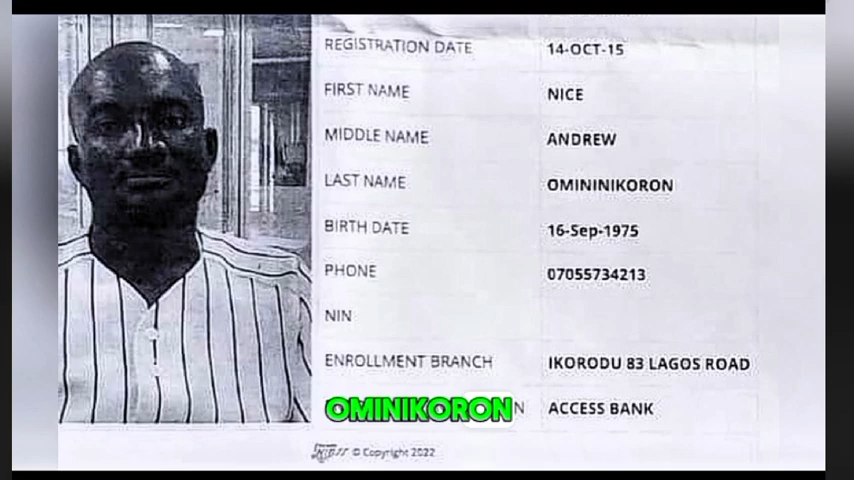 REGISTRATION DATE 14-OCT-15
FIRST NAME NICE
MIDDLE NAME ANDREW
LAST NAME OMININIKORON
BIRTH DATE 16-Sep-1975
PHONE 07055734213
NIN
ENROLLMENT BRANCH IKORODU 83 LAGOS ROAD
OMINIKORON ACCESS BANK
© Copyright 2022